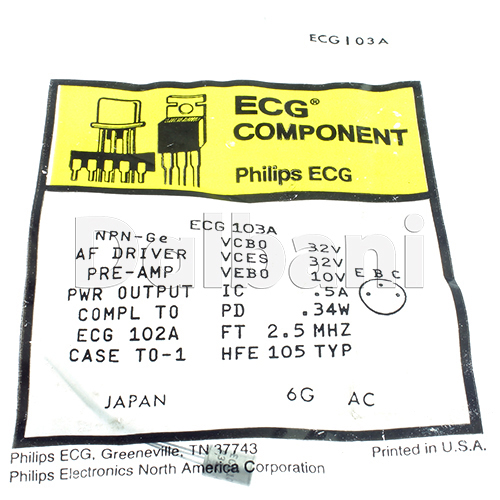 ECG103A
ECG®
COMPONENT
Philips ECG
ECG 103A
NPN-Ge VCBO 32V
AF DRIVER VCES 32V
PRE-AMP VEBO 10V E B C
PWR OUTPUT IC .5A
COMPL TO PD .34W
ECG 102A FT 2.5 MHZ
CASE TO-1 HFE 105 TYP
JAPAN 6G AC
Philips ECG, Greeneville, TN 37743 Printed in U.S.A.
Philips Electronics North America Corporation
Dalbani